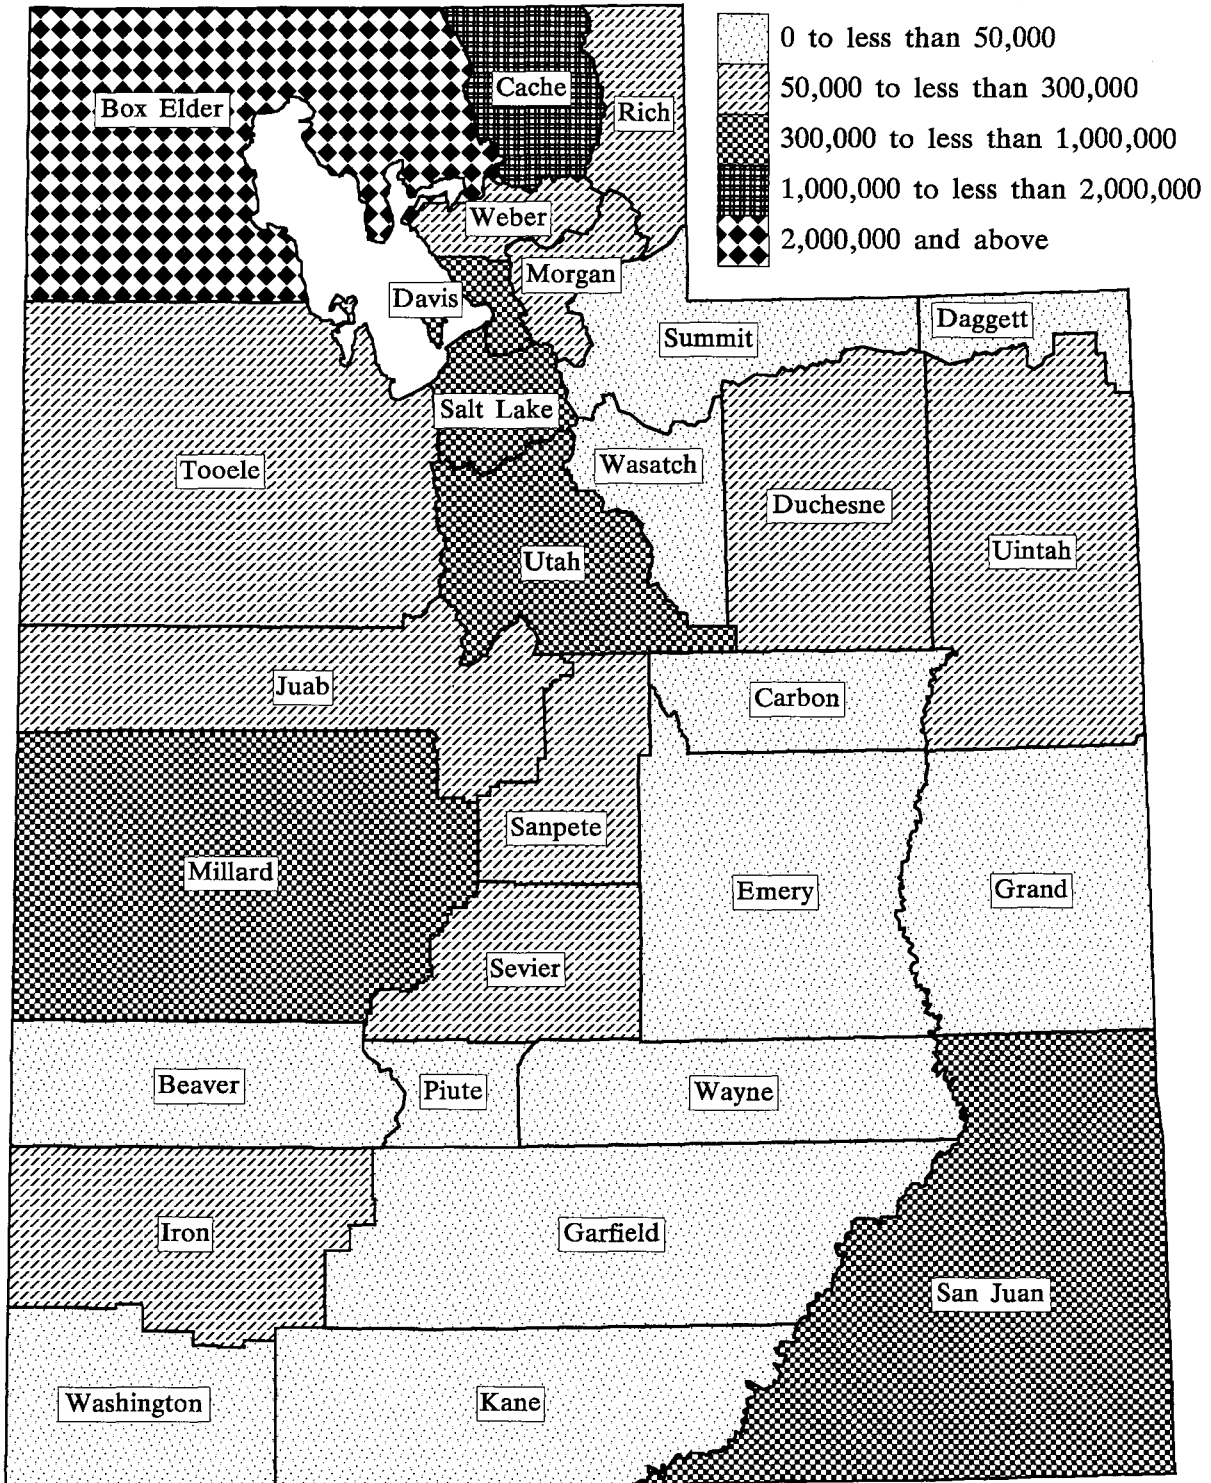 0 to less than 50,000
50,000 to less than 300,000
300,000 to less than 1,000,000
1,000,000 to less than 2,000,000
2,000,000 and above
Box Elder
Cache
Rich
Weber
Morgan
Davis
Daggett
Summit
Salt Lake
Tooele
Wasatch
Duchesne
Uintah
Utah
Juab
Carbon
Sanpete
Millard
Emery
Grand
Sevier
Beaver
Piute
Wayne
Iron
Garfield
San Juan
Washington
Kane